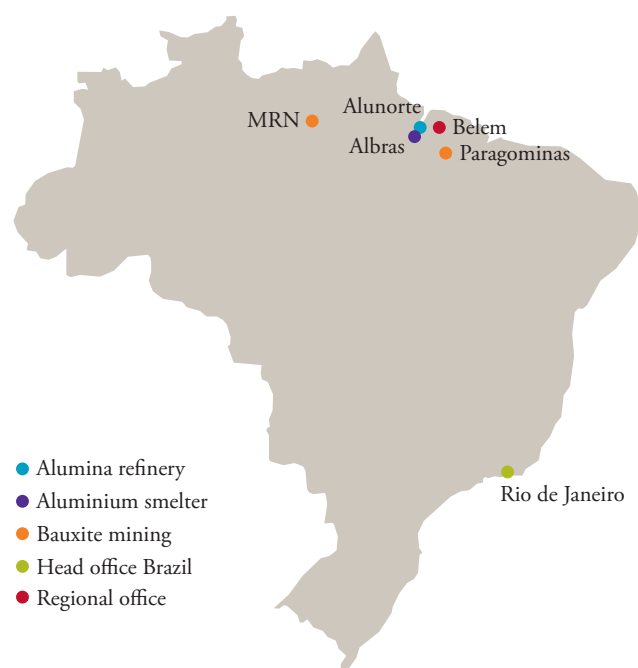 Alunorte
MRN
Belem
Albras
Paragominas
Alumina refinery
Aluminium smelter
Rio de Janeiro
Bauxite mining
Head office Brazil
Regional office